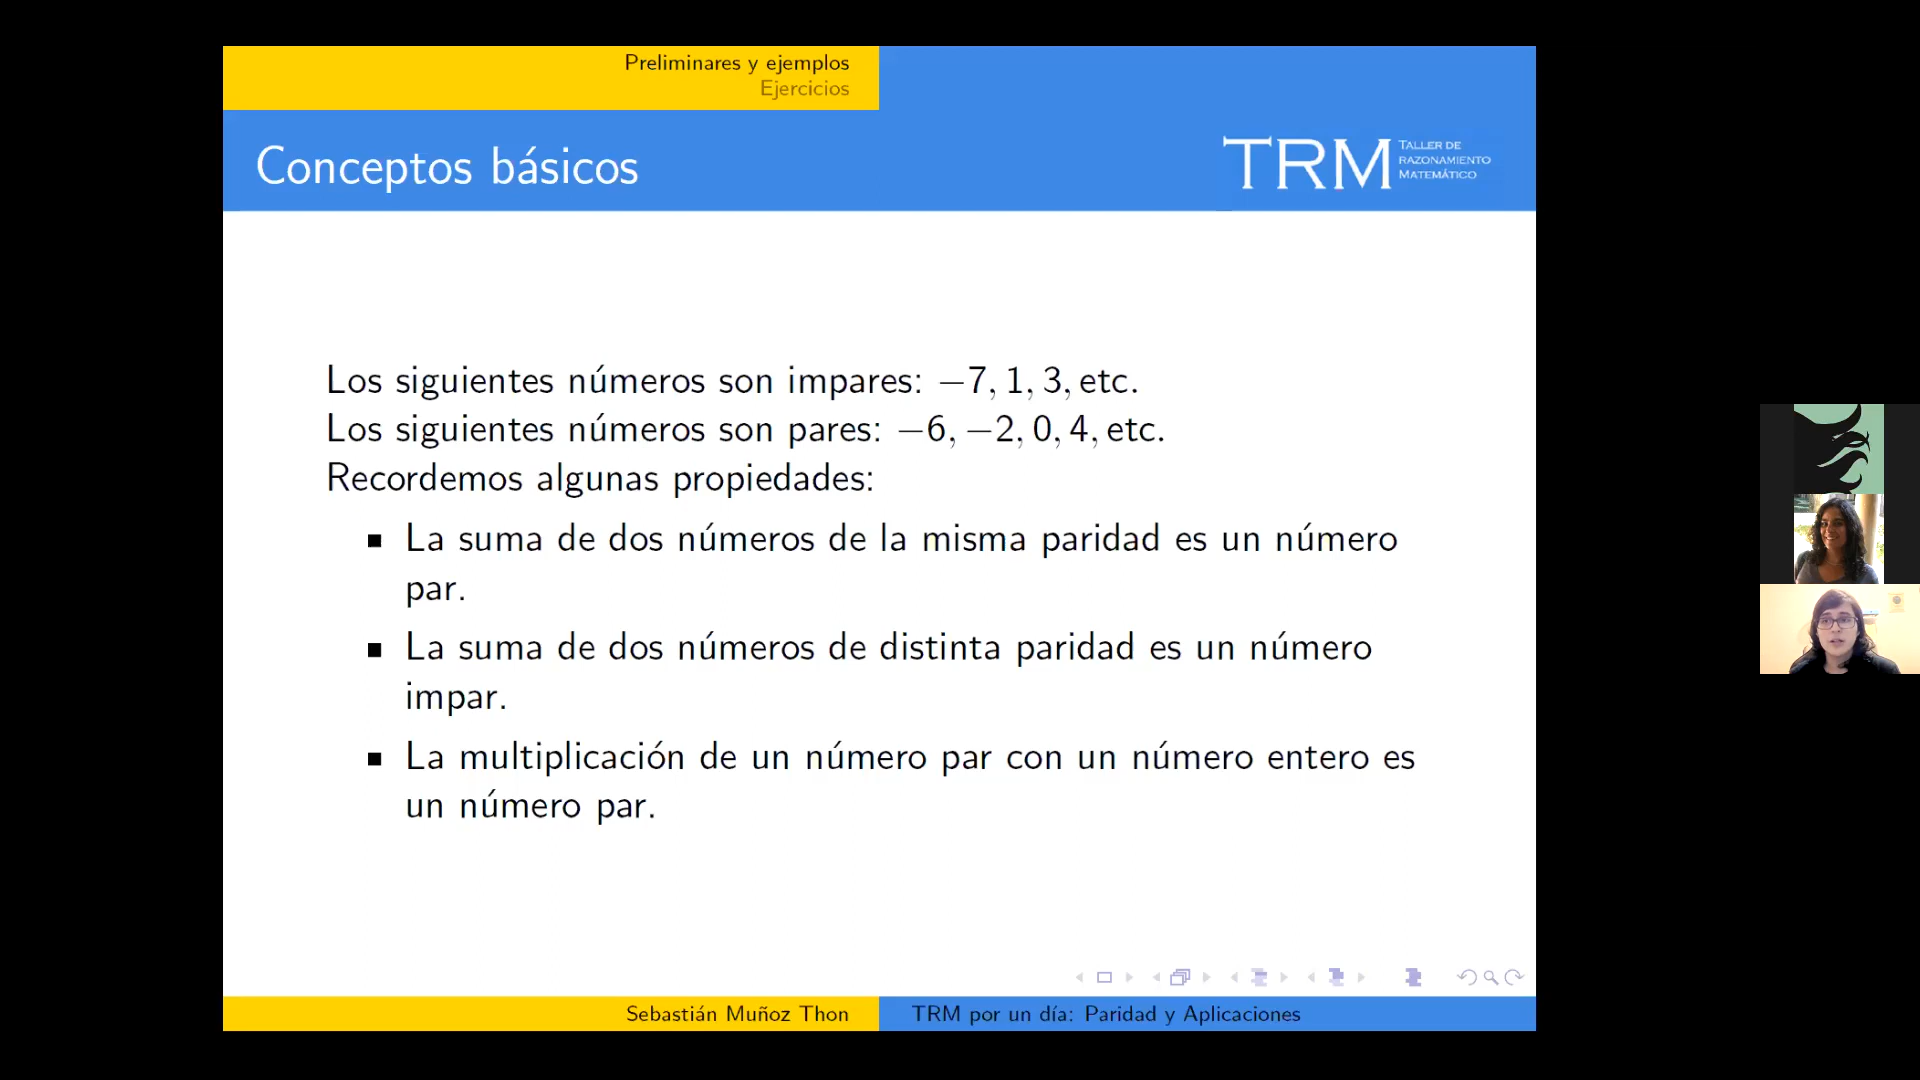 Preliminares y ejemplos
Ejercicios
Conceptos básicos
TRM
TALLER DE
RAZONAMIENTO
MATEMÁTICO
Los siguientes números son impares: −7, 1, 3, etc.
Los siguientes números son pares: −6, −2, 0, 4, etc.
Recordemos algunas propiedades:
La suma de dos números de la misma paridad es un número
par.
La suma de dos números de distinta paridad es un número
impar.
La multiplicación de un número par con un número entero es
un número par.
Sebastián Muñoz Thon
TRM por un día: Paridad y Aplicaciones